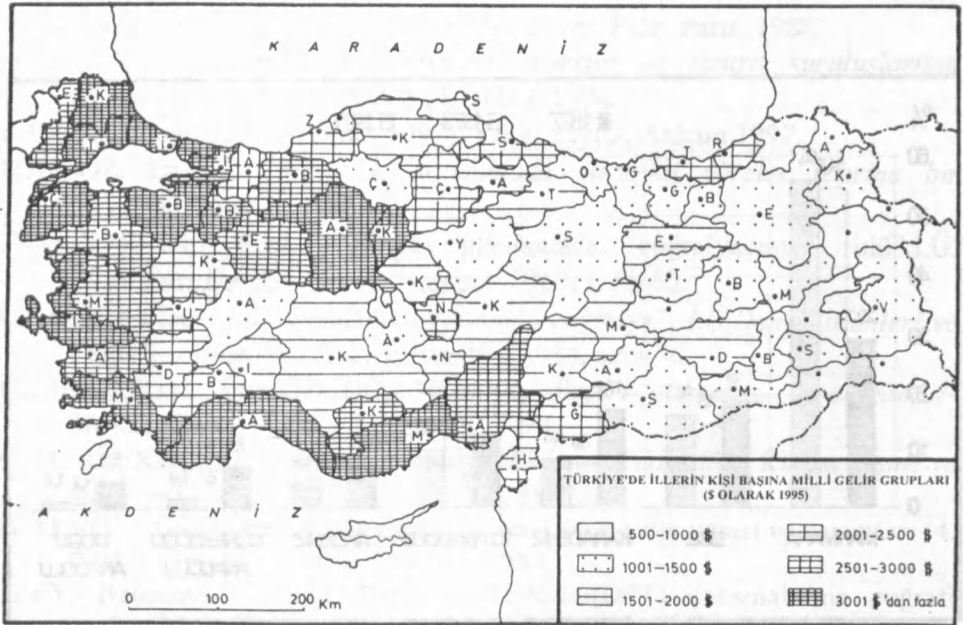 KARADENİZ
E K
T İ
Z K S
S
İ A B
Ç Ç A
T O
G R
B A
K
B B
B E A K
Y S E E
K
K T
M A K N K B M V
İ U A M
A D B I K N K A D B S
M A K M A G S M
H
DENİZ
0 100 200 Km
TÜRKİYE'DE İLLERİN KİŞİ BAŞINA MİLLİ GELİR GRUPLARI
($ OLARAK 1995)
500-1000 $ 2001-2500 $
1001-1500 $ 2501-3000 $
1501-2000 $ 3001 $'dan fazla